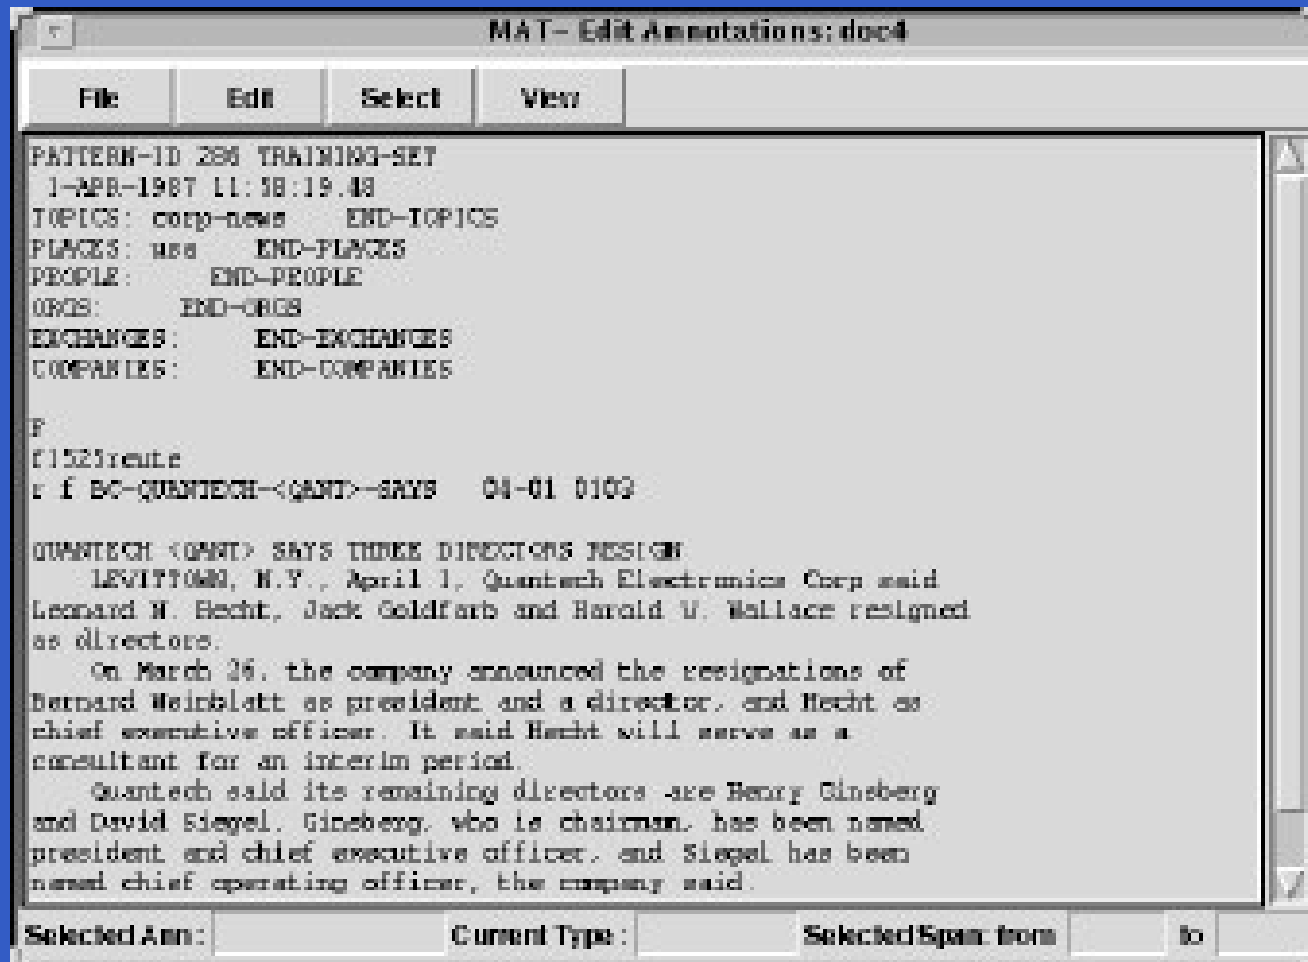 MAT- Edit Annotations: doc4
File Edit Select View
PATTERN-ID 286 TRAINING-SET
1-APR-1987 11:58:19.48
TOPICS: corp-news END-TOPICS
PLACES: usa END-PLACES
PEOPLE: END-PEOPLE
ORGS: END-ORGS
EXCHANGES: END-EXCHANGES
COMPANIES: END-COMPANIES
F
f1525reute
r f BC-QUANTECH-<QANT>-SAYS 04-01 0103
QUANTECH <QANT> SAYS THREE DIRECTORS RESIGN
LEVITTOWN, N.Y., April 1, Quantech Electronics Corp said
Leonard N. Hecht, Jack Goldfarb and Harold V. Wallace resigned
as directors.
On March 26, the company announced the resignations of
Bernard Weinblatt as president and a director, and Hecht as
chief executive officer. It said Hecht will serve as a
consultant for an interim period.
Quantech said its remaining directors are Henry Ginsberg
and David Siegel. Ginsberg, who is chairman, has been named
president and chief executive officer, and Siegel has been
named chief operating officer, the company said.
Selected Ann: Current Type: Selected Span: from to